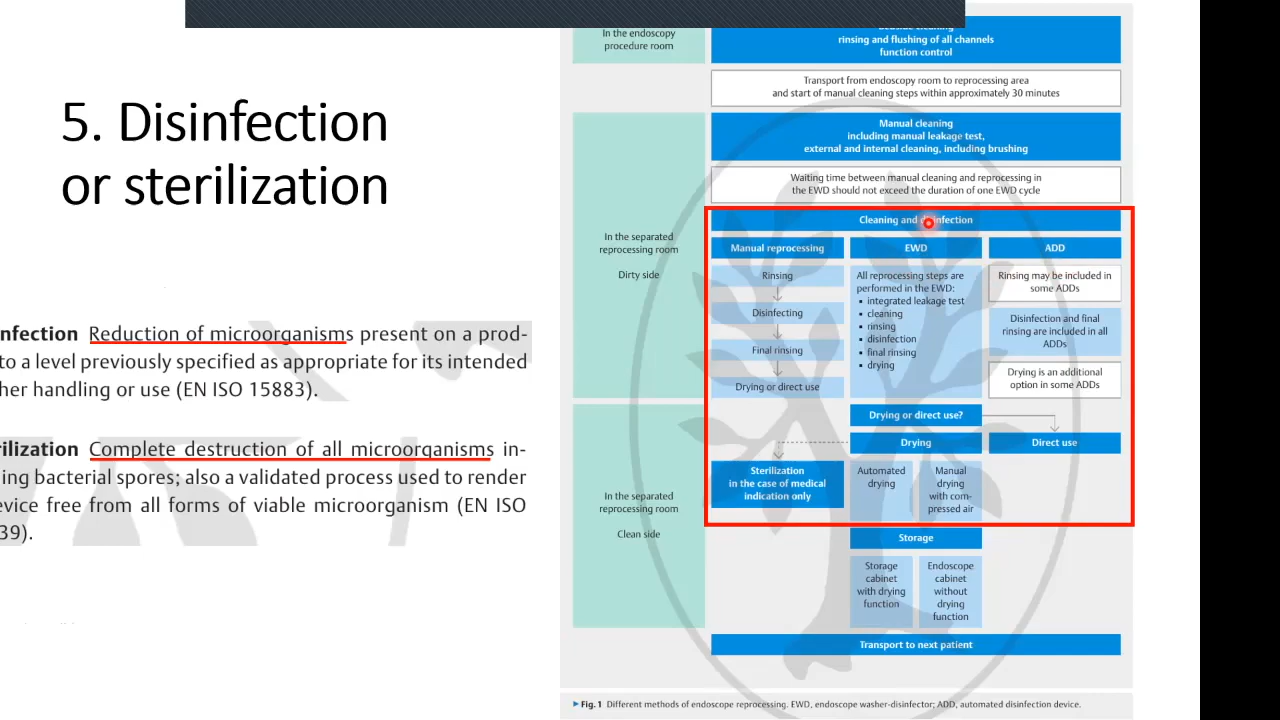 5. Disinfection
or sterilization
nfection Reduction of microorganisms present on a prod-
to a level previously specified as appropriate for its intended
her handling or use (EN ISO 15883).
rilization Complete destruction of all microorganisms in-
ing bacterial spores; also a validated process used to render
evice free from all forms of viable microorganism (EN ISO
39).
In the endoscopy
procedure room
rinsing and flushing of all channels
function control
Transport from endoscopy room to reprocessing area
and start of manual cleaning steps within approximately 30 minutes
Manual cleaning
including manual leakage test,
external and internal cleaning, including brushing
Waiting time between manual cleaning and reprocessing in
the EWD should not exceed the duration of one EWD cycle
In the separated
reprocessing room
Dirty side
Cleaning and disinfection
Manual reprocessing
Rinsing
Disinfecting
Final rinsing
Drying or direct use
EWD
All reprocessing steps are
performed in the EWD:
▪ integrated leakage test
▪ cleaning
▪ rinsing
▪ disinfection
▪ final rinsing
▪ drying
ADD
Rinsing may be included in
some ADDs
Disinfection and final
rinsing are included in all
ADDs
Drying is an additional
option in some ADDs
In the separated
reprocessing room
Clean side
Drying or direct use?
Drying
Direct use
Sterilization
in the case of medical
indication only
Automated
drying
Manual
drying
with com-
pressed air
Storage
Storage
cabinet
with drying
function
Endoscope
cabinet
without
drying
function
Transport to next patient
▶ Fig. 1 Different methods of endoscope reprocessing. EWD, endoscope washer-disinfector; ADD, automated disinfection device.